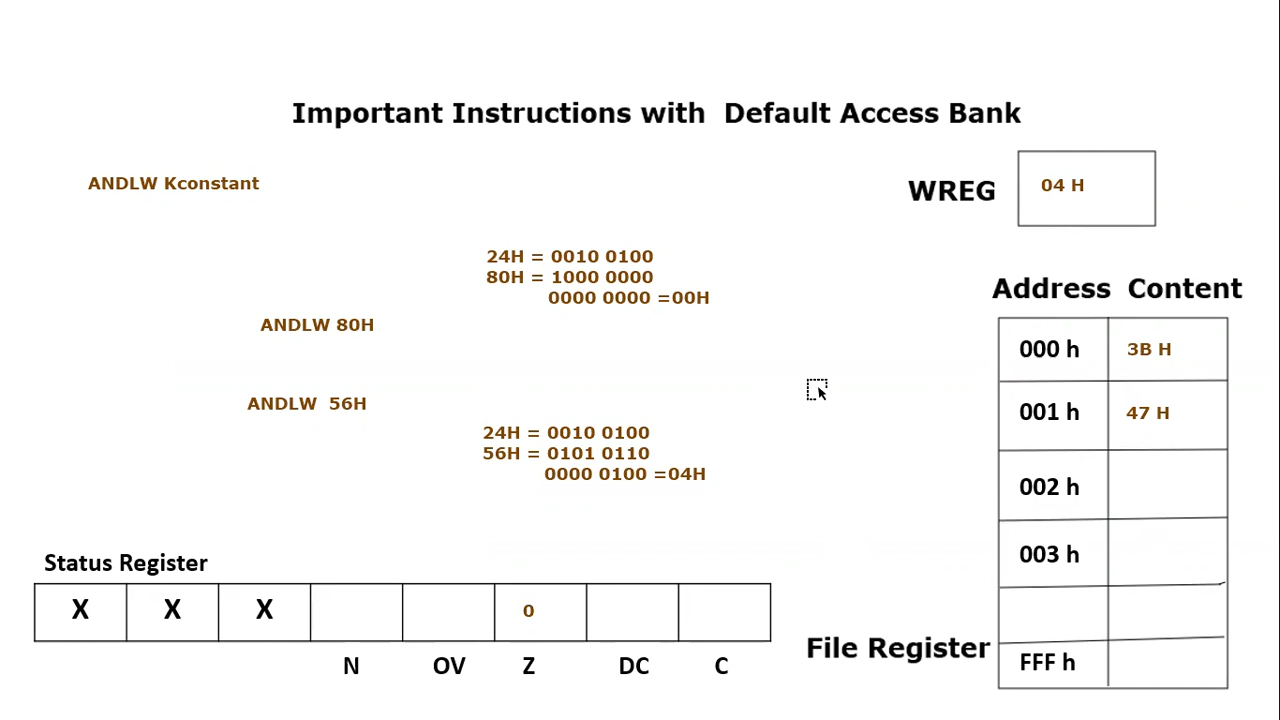 Important Instructions with Default Access Bank
ANDLW Kconstant
WREG
04 H
24H = 0010 0100
80H = 1000 0000
0000 0000 =00H
ANDLW 80H
ANDLW 56H
24H = 0010 0100
56H = 0101 0110
0000 0100 =04H
Address Content
000 h 3B H
001 h 47 H
002 h
003 h
FFF h
File Register
Status Register
X X X 0
N OV Z DC C